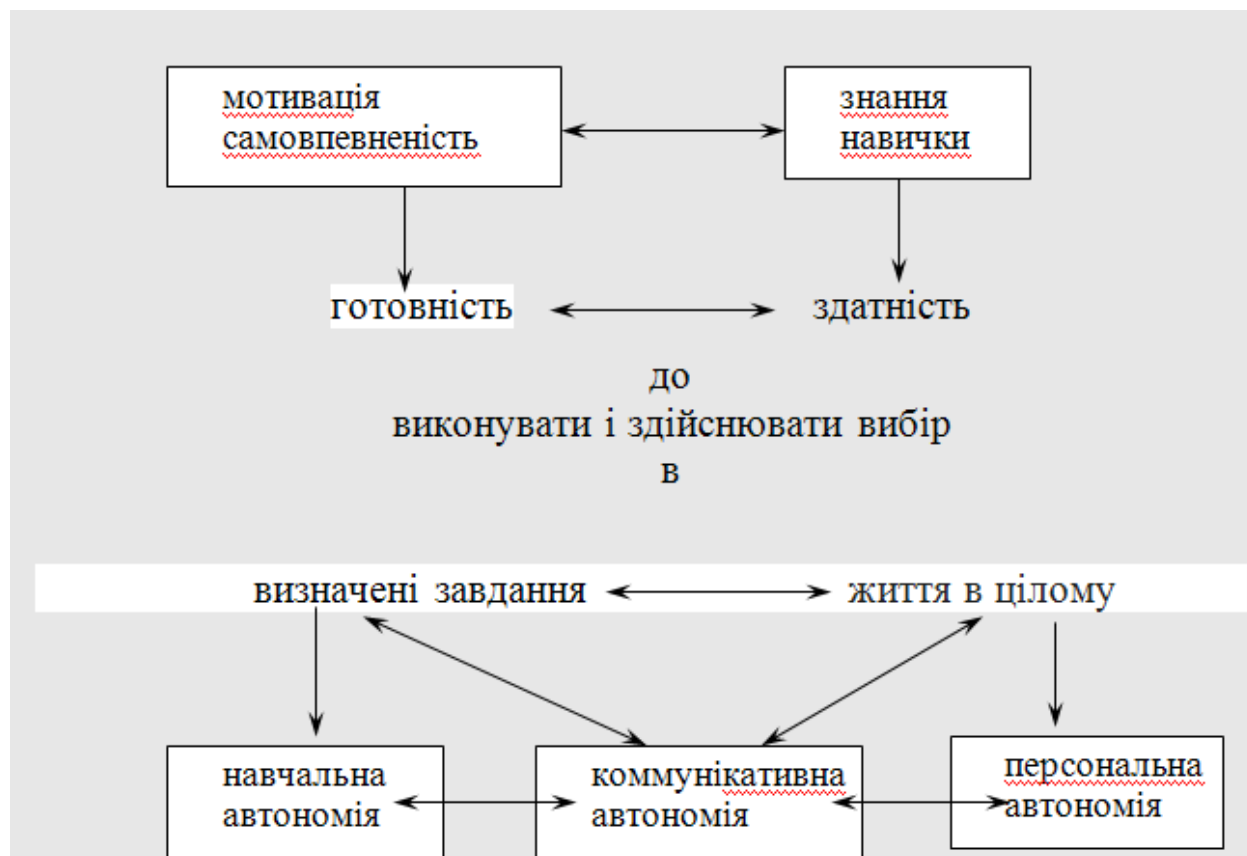 мотивація
самовпевненість
знання
навички
готовність
здатність
до
виконувати і здійснювати вибір
в
визначені завдання
життя в цілому
навчальна
автономія
коммунікативна
автономія
персональна
автономія